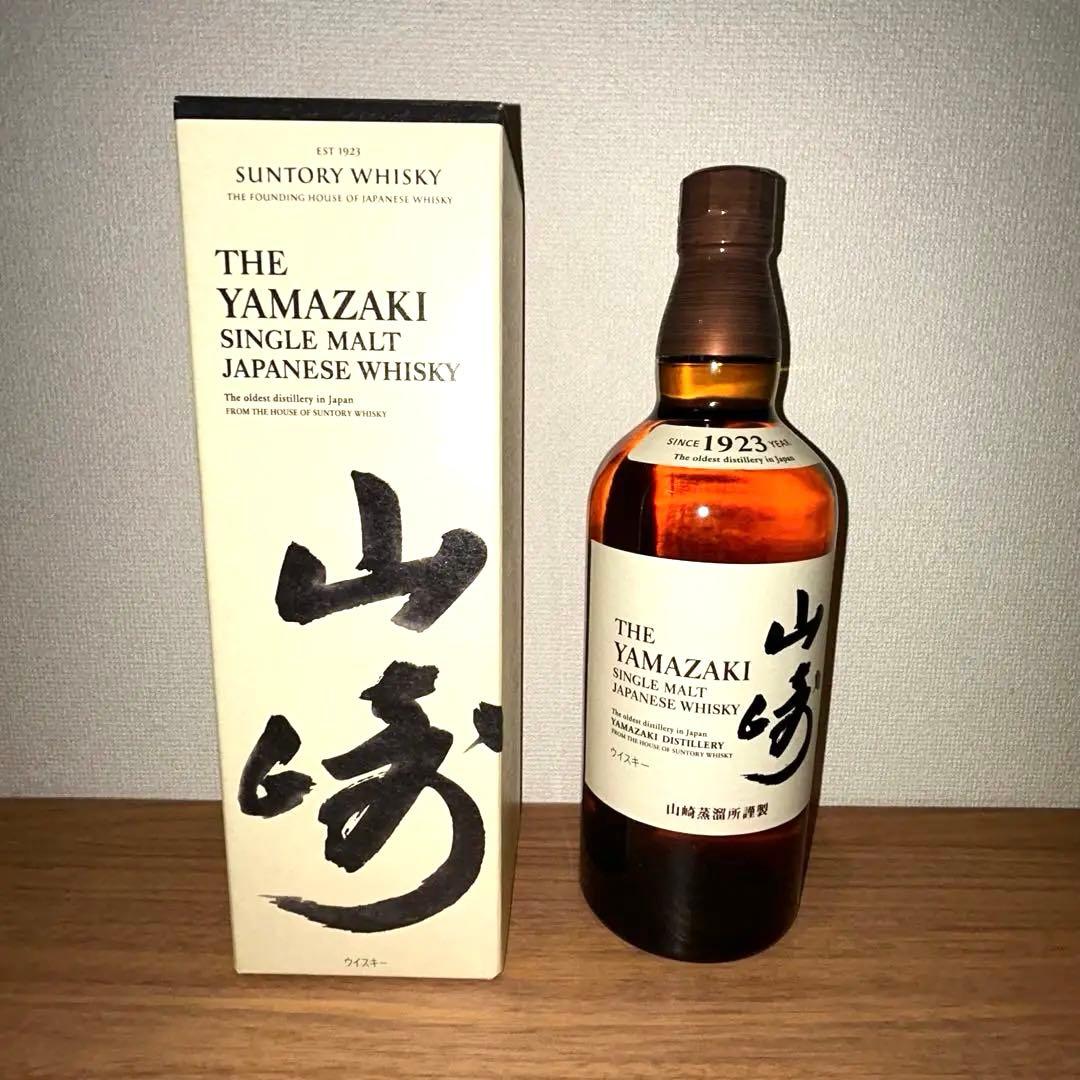 EST 1923
SUNTORY WHISKY
THE FOUNDING HOUSE OF JAPANESE WHISKY
THE
YAMAZAKI
SINGLE MALT
JAPANESE WHISKY
The oldest distillery in Japan
FROM THE HOUSE OF SUNTORY WHISKY
山崎
ウイスキー
SINCE 1923 YEAR
The oldest distillery in Japan
THE
YAMAZAKI
SINGLE MALT
JAPANESE WHISKY
The oldest distillery in Japan
YAMAZAKI DISTILLERY
FROM THE HOUSE OF SUNTORY WHISKY
ウイスキー
山崎
山崎蒸溜所謹製